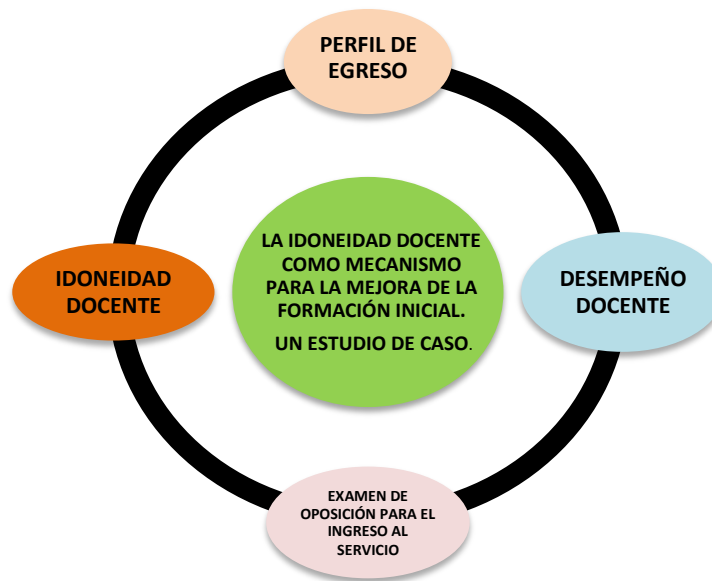 PERFIL DE
EGRESO
LA IDONEIDAD DOCENTE
COMO MECANISMO
PARA LA MEJORA DE LA
FORMACIÓN INICIAL.
UN ESTUDIO DE CASO.
IDONEIDAD
DOCENTE
DESEMPEÑO
DOCENTE
EXAMEN DE
OPOSICIÓN PARA EL
INGRESO AL
SERVICIO